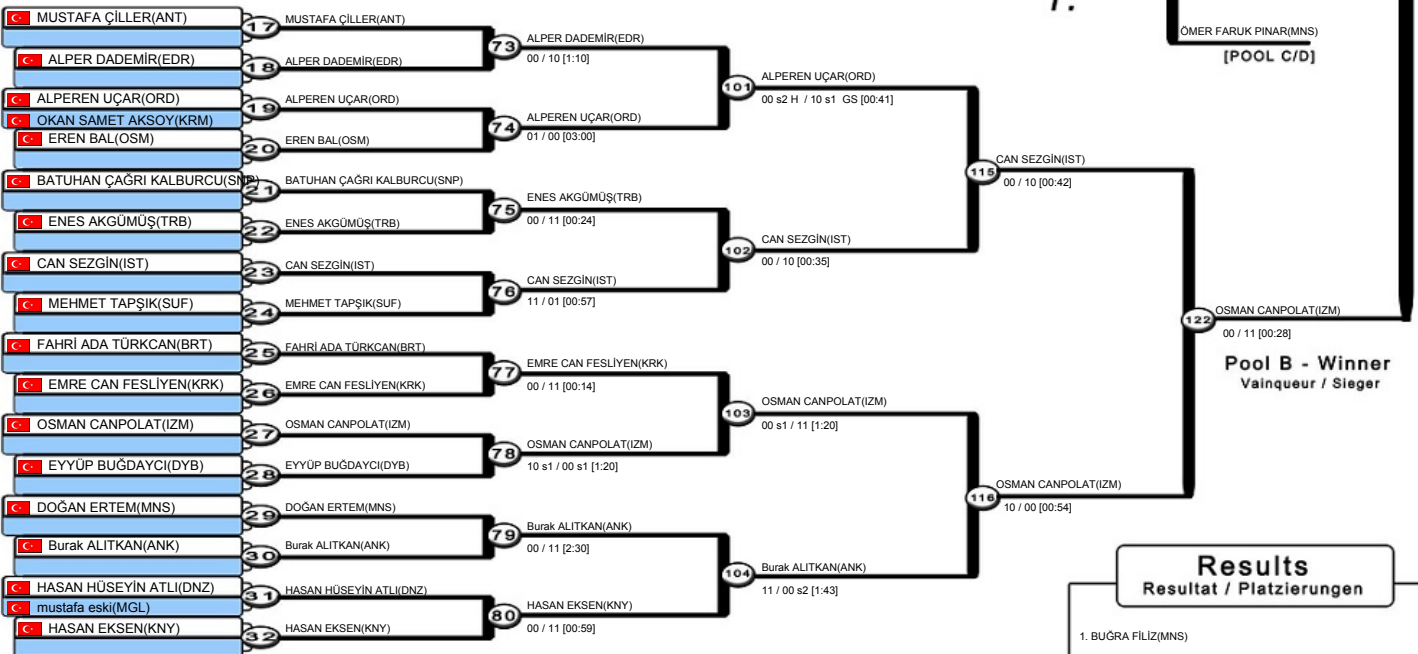 MUSTAFA ÇİLLER(ANT)
ALPER DADEMİR(EDR)
ALPEREN UÇAR(ORD)
OKAN SAMET AKSOY(KRM)
EREN BAL(OSM)
BATUHAN ÇAĞRI KALBURCU(SNP)
ENES AKGÜMÜŞ(TRB)
CAN SEZGİN(IST)
MEHMET TAPŞIK(SUF)
FAHRİ ADA TÜRKCAN(BRT)
EMRE CAN FESLİYEN(KRK)
OSMAN CANPOLAT(IZM)
EYYÜP BUĞDAYCI(DYB)
DOĞAN ERTEM(MNS)
Burak ALITKAN(ANK)
HASAN HÜSEYİN ATLI(DNZ)
mustafa eski(MGL)
HASAN EKSEN(KNY)
17 MUSTAFA ÇİLLER(ANT)
18 ALPER DADEMİR(EDR)
19 ALPEREN UÇAR(ORD)
20 EREN BAL(OSM)
21 BATUHAN ÇAĞRI KALBURCU(SNP)
22 ENES AKGÜMÜŞ(TRB)
23 CAN SEZGİN(IST)
24 MEHMET TAPŞIK(SUF)
25 FAHRİ ADA TÜRKCAN(BRT)
26 EMRE CAN FESLİYEN(KRK)
27 OSMAN CANPOLAT(IZM)
28 EYYÜP BUĞDAYCI(DYB)
29 DOĞAN ERTEM(MNS)
30 Burak ALITKAN(ANK)
31 HASAN HÜSEYİN ATLI(DNZ)
32 HASAN EKSEN(KNY)
73 ALPER DADEMİR(EDR)
00 / 10 [1:10]
74 ALPEREN UÇAR(ORD)
01 / 00 [03:00]
75 ENES AKGÜMÜŞ(TRB)
00 / 11 [00:24]
76 CAN SEZGİN(IST)
11 / 01 [00:57]
77 EMRE CAN FESLİYEN(KRK)
00 / 11 [00:14]
78 OSMAN CANPOLAT(IZM)
10 s1 / 00 s1 [1:20]
79 Burak ALITKAN(ANK)
00 / 11 [2:30]
80 HASAN EKSEN(KNY)
00 / 11 [00:59]
101 ALPEREN UÇAR(ORD)
00 s2 H / 10 s1 GS [00:41]
102 CAN SEZGİN(IST)
00 / 10 [00:35]
103 OSMAN CANPOLAT(IZM)
00 s1 / 11 [1:20]
104 Burak ALITKAN(ANK)
11 / 00 s2 [1:43]
115 CAN SEZGİN(IST)
00 / 10 [00:42]
116 OSMAN CANPOLAT(IZM)
10 / 00 [00:54]
122 OSMAN CANPOLAT(IZM)
00 / 11 [00:28]
Pool B - Winner
Vainqueur / Sieger
ÖMER FARUK PINAR(MNS)
[POOL C/D]
Results
Resultat / Platzierungen
1. BUĞRA FİLİZ(MNS)